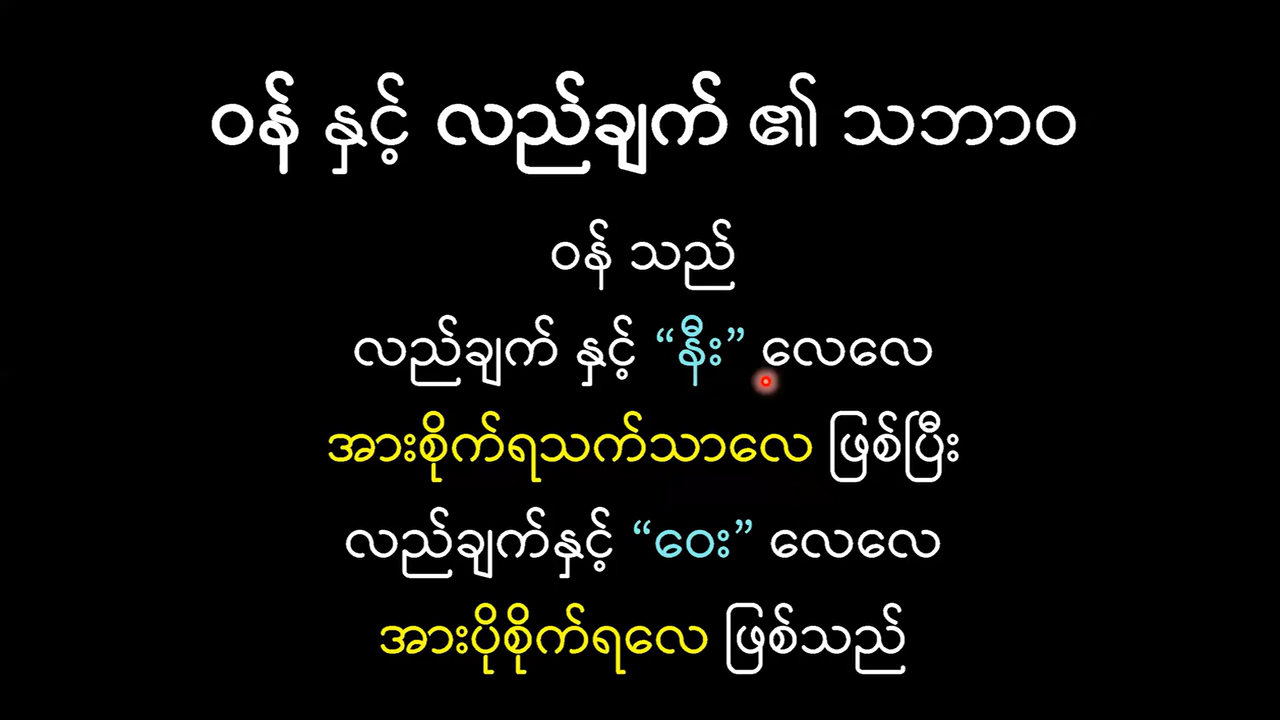 ဝန် နှင့် လည်ချက် ၏ သဘာဝ
ဝန် သည်
လည်ချက် နှင့် “နီး” လေလေ
အားစိုက်ရသက်သာလေ ဖြစ်ပြီး
လည်ချက်နှင့် “ဝေး” လေလေ
အားပိုစိုက်ရလေ ဖြစ်သည်